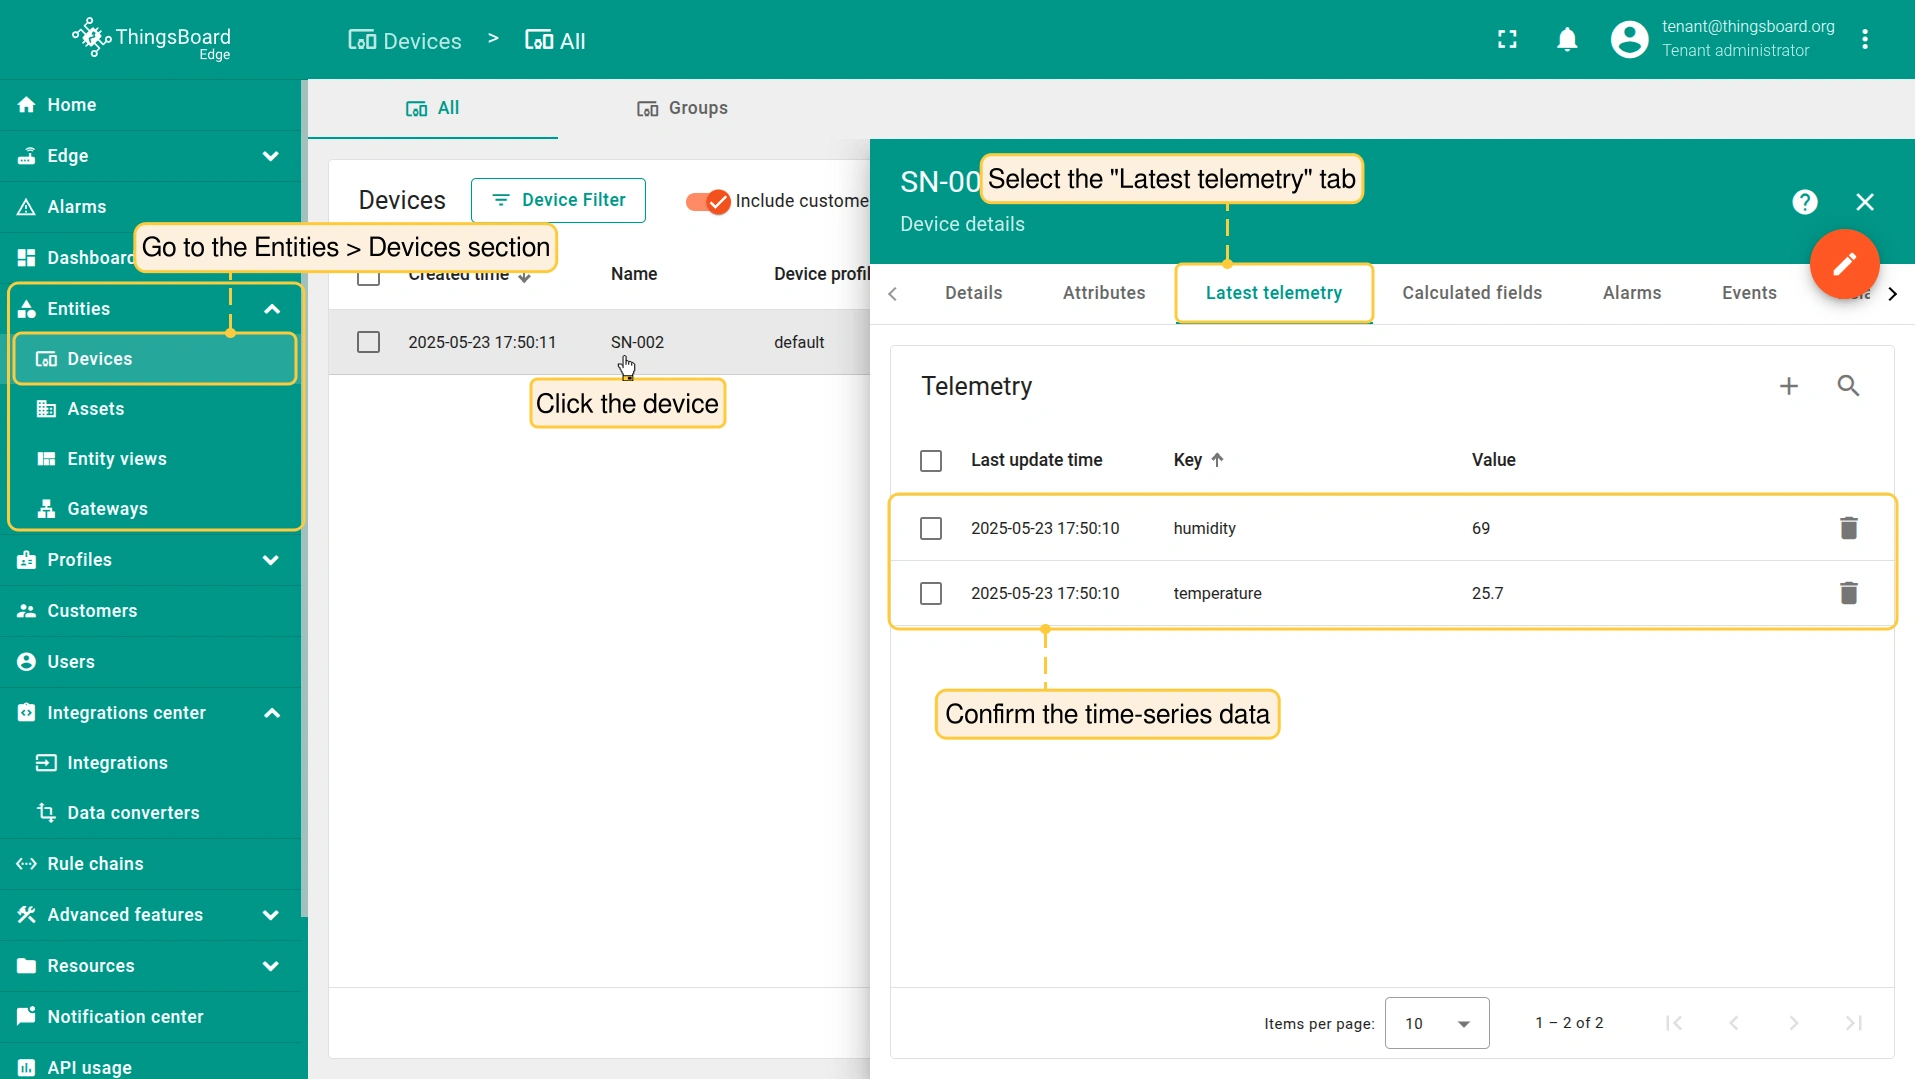 ThingsBoard
Edge
Devices > All
tenant@thingsboard.org
Tenant administrator
Home
Edge
Alarms
Dashboard
Entities
Devices
Assets
Entity views
Gateways
Profiles
Customers
Users
Integrations center
Integrations
Data converters
Rule chains
Advanced features
Resources
Notification center
API usage
All
Groups
Devices
Device Filter
Include custome
Go to the Entities > Devices section
Created time
Name
Device profil
2025-05-23 17:50:11
SN-002
default
Click the device
SN-00
Select the "Latest telemetry" tab
Device details
Details
Attributes
Latest telemetry
Calculated fields
Alarms
Events
Telemetry
Last update time
Key
Value
2025-05-23 17:50:10
humidity
69
2025-05-23 17:50:10
temperature
25.7
Confirm the time-series data
Items per page:
10
1 – 2 of 2